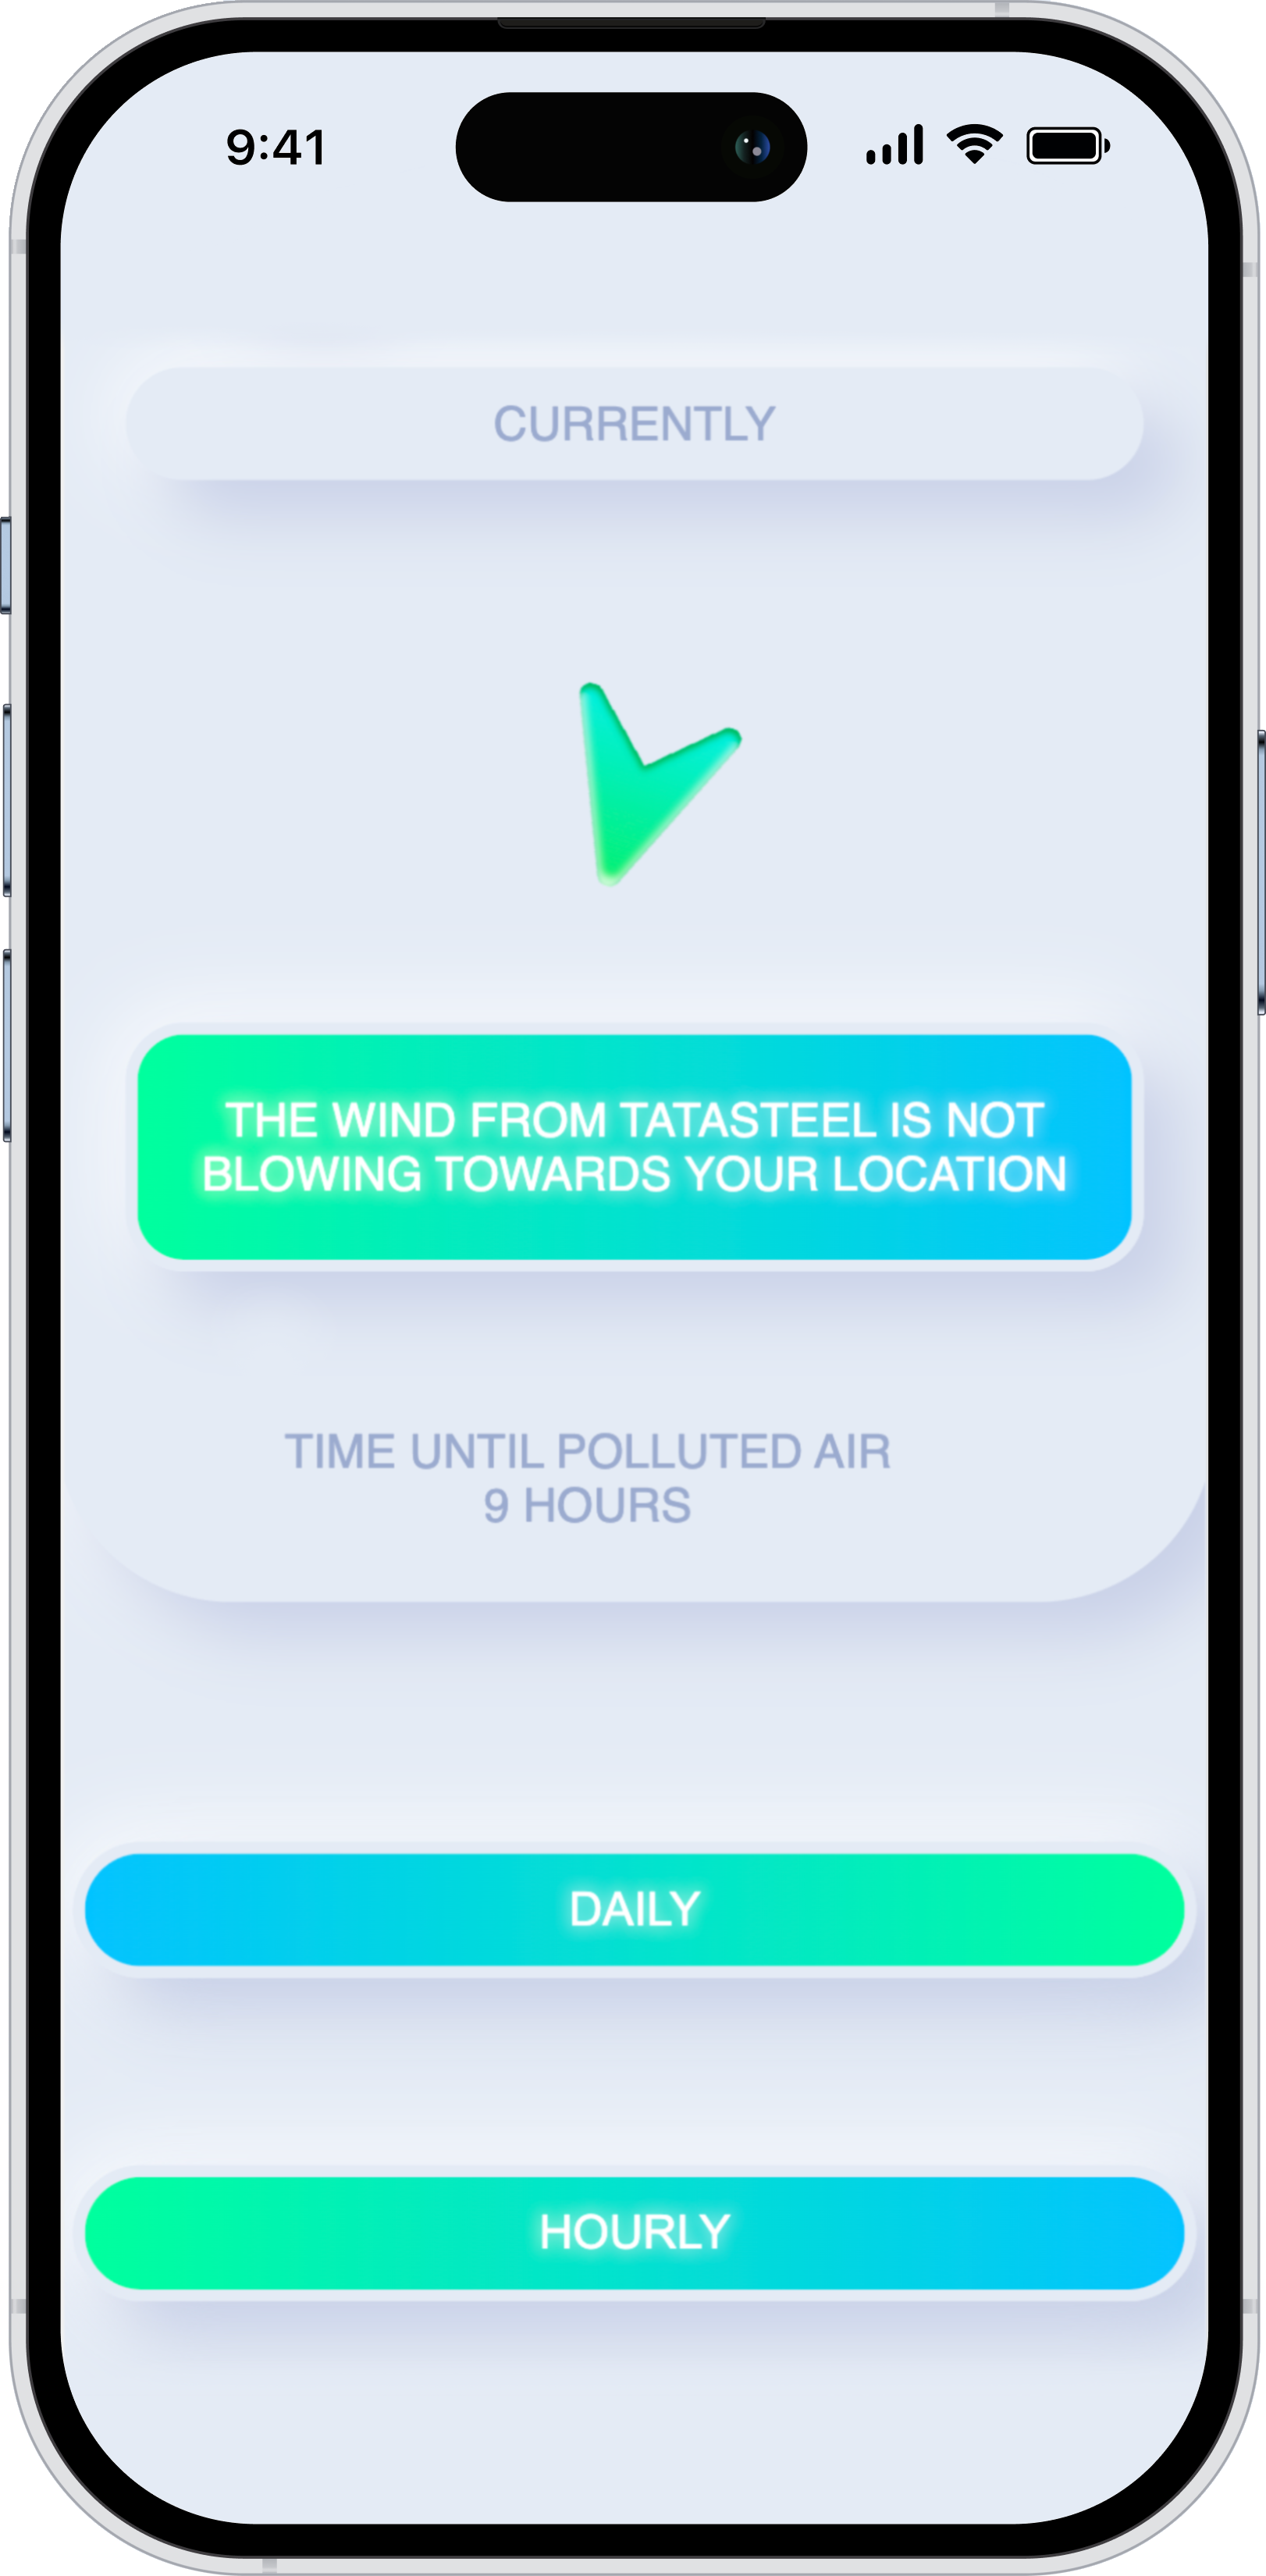 9:41
CURRENTLY
THE WIND FROM TATASTEEL IS NOT
BLOWING TOWARDS YOUR LOCATION
TIME UNTIL POLLUTED AIR
9 HOURS
DAILY
HOURLY